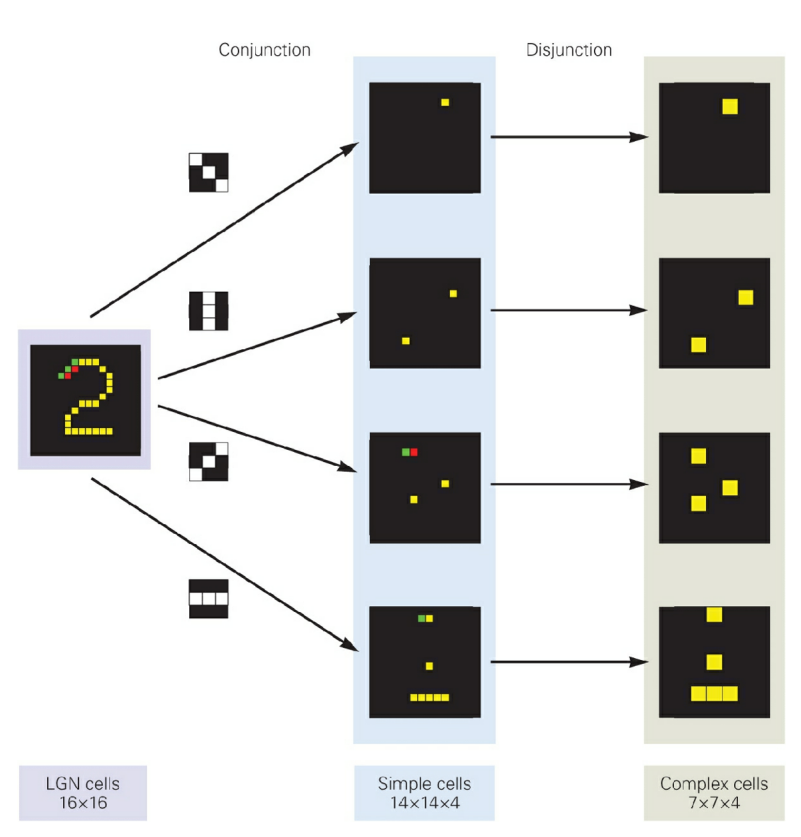 Conjunction
Disjunction
LGN cells
16×16
Simple cells
14×14×4
Complex cells
7×7×4